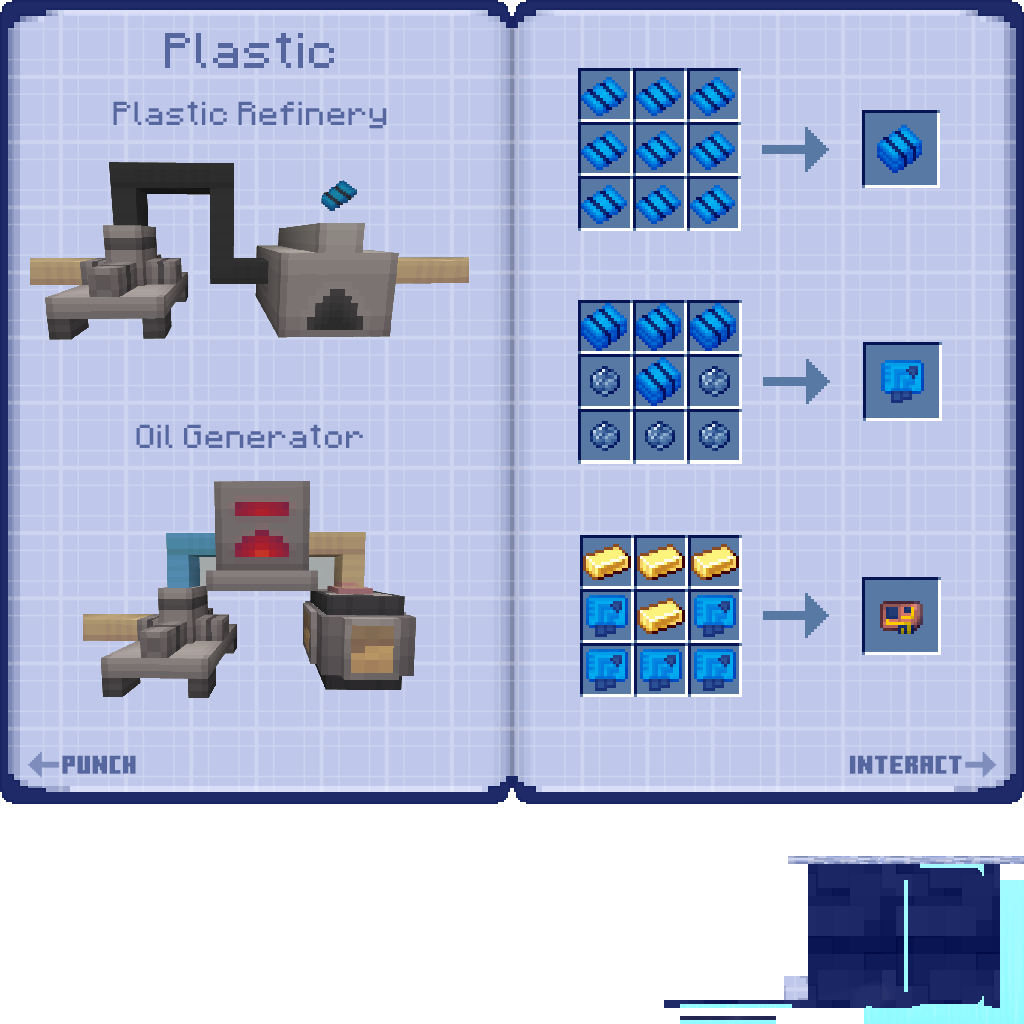 Plastic
Plastic Refinery
Oil Generator
PUNCH
INTERACT